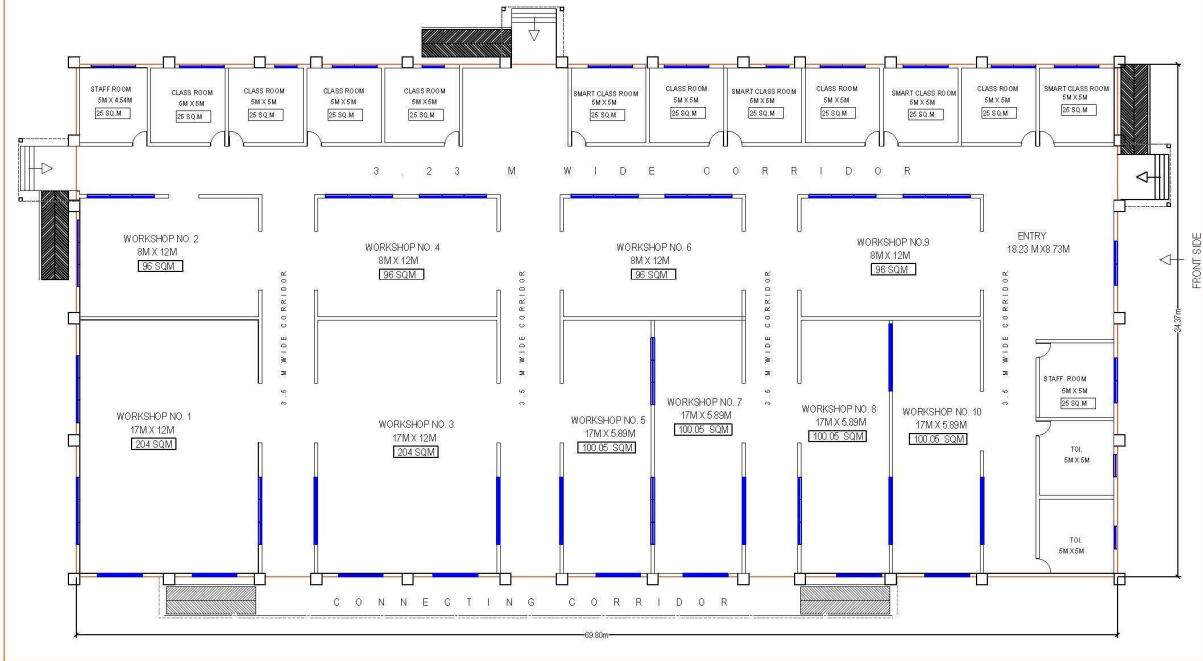 STAFF ROOM
5M X 4.54M
25 SQ.M
CLASS ROOM
5M X 5M
25 SQ.M
CLASS ROOM
5M X 5M
25 SQ.M
CLASS ROOM
5M X 5M
25 SQ.M
CLASS ROOM
5M X 5M
25 SQ.M
SMART CLASS ROOM
5M X 5M
25 SQ.M
CLASS ROOM
5M X 5M
25 SQ.M
SMART CLASS ROOM
5M X 5M
25 SQ.M
CLASS ROOM
5M X 5M
25 SQ.M
SMART CLASS ROOM
5M X 5M
25 SQ.M
CLASS ROOM
5M X 5M
25 SQ.M
SMART CLASS ROOM
5M X 5M
25 SQ.M
3.23 M WIDE CORRIDOR
WORKSHOP NO. 2
8M X 12M
96 SQM
WORKSHOP NO. 4
8M X 12M
96 SQM
WORKSHOP NO. 6
8M X 12M
96 SQM
WORKSHOP NO.9
8M X 12M
96 SQM
ENTRY
18.23 M X8.73M
FRONT SIDE
3.5 M WIDE CORRIDOR
3.5 M WIDE CORRIDOR
3.5 M WIDE CORRIDOR
3.5 M WIDE CORRIDOR
34.37m
WORKSHOP NO. 1
17M X 12M
204 SQM
WORKSHOP NO. 3
17M X 12M
204 SQM
WORKSHOP NO. 5
17M X 5.89M
100.05 SQM
WORKSHOP NO. 7
17M X 5.89M
100.05 SQM
WORKSHOP NO. 8
17M X 5.89M
100.05 SQM
WORKSHOP NO. 10
17M X 5.89M
100.05 SQM
STAFF ROOM
5M X 5M
25 SQ.M
TOI.
5M X 5M
TOI.
5M X 5M
CONNECTING CORRIDOR
69.80m